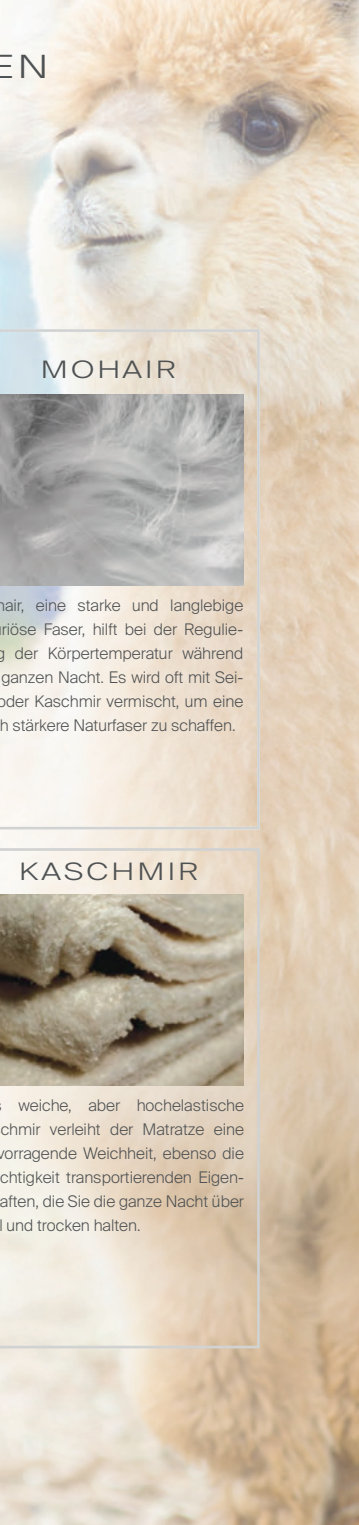 EN
MOHAIR
hair, eine starke und langlebige
uriöse Faser, hilft bei der Regulie-
g der Körpertemperatur während
ganzen Nacht. Es wird oft mit Sei-
oder Kaschmir vermischt, um eine
h stärkere Naturfaser zu schaffen.
KASCHMIR
s weiche, aber hochelastische
chmir verleiht der Matratze eine
vorragende Weichheit, ebenso die
chtigkeit transportierenden Eigen-
aften, die Sie die ganze Nacht über
l und trocken halten.